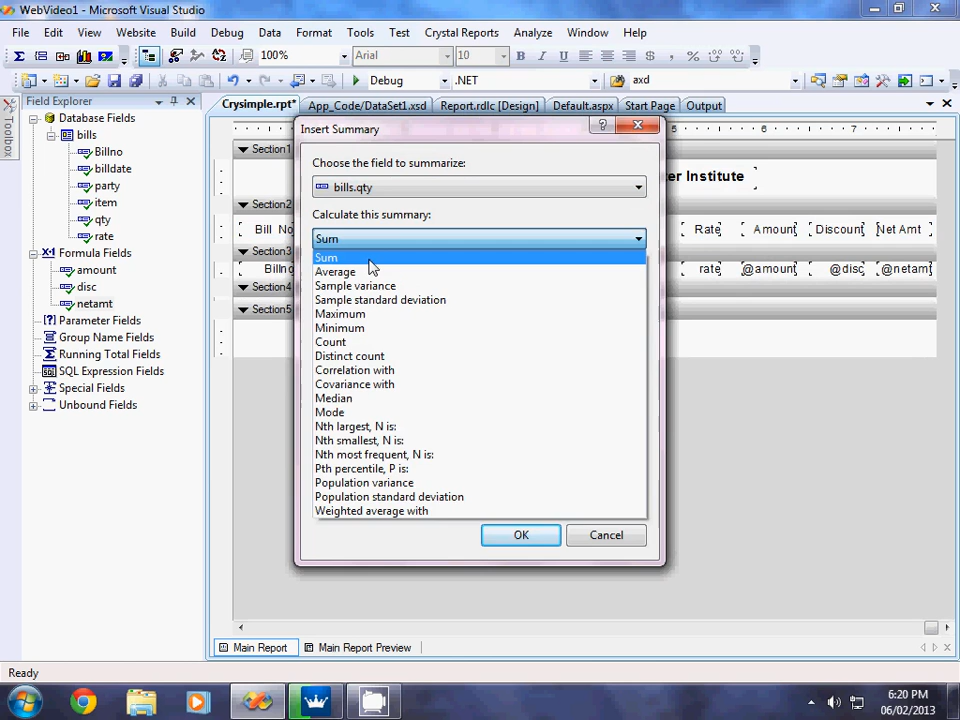 WebVideo1 - Microsoft Visual Studio
File Edit View Website Build Debug Data Format Tools Test Crystal Reports Analyze Window Help
100% Arial 10 B I U $ %
Debug .NET axd
Field Explorer
Crysimple.rpt* App_Code/DataSet1.xsd Report.rdlc [Design] Default.aspx Start Page Output
Toolbox
Database Fields
bills
Billno
billdate
party
item
qty
rate
Formula Fields
amount
disc
netamt
Parameter Fields
Group Name Fields
Running Total Fields
SQL Expression Fields
Special Fields
Unbound Fields
5 6 7
Section1
er Institute
Section2
Bill No Rate Amount Discount Net Amt
Section3
rate @amount @disc @netamt
Section4
Section5
Insert Summary
Choose the field to summarize:
bills.qty
Calculate this summary:
Sum
Sum
Average
Sample variance
Sample standard deviation
Maximum
Minimum
Count
Distinct count
Correlation with
Covariance with
Median
Mode
Nth largest, N is:
Nth smallest, N is:
Nth most frequent, N is:
Pth percentile, P is:
Population variance
Population standard deviation
Weighted average with
OK Cancel
Main Report Main Report Preview
Ready
6:20 PM
06/02/2013